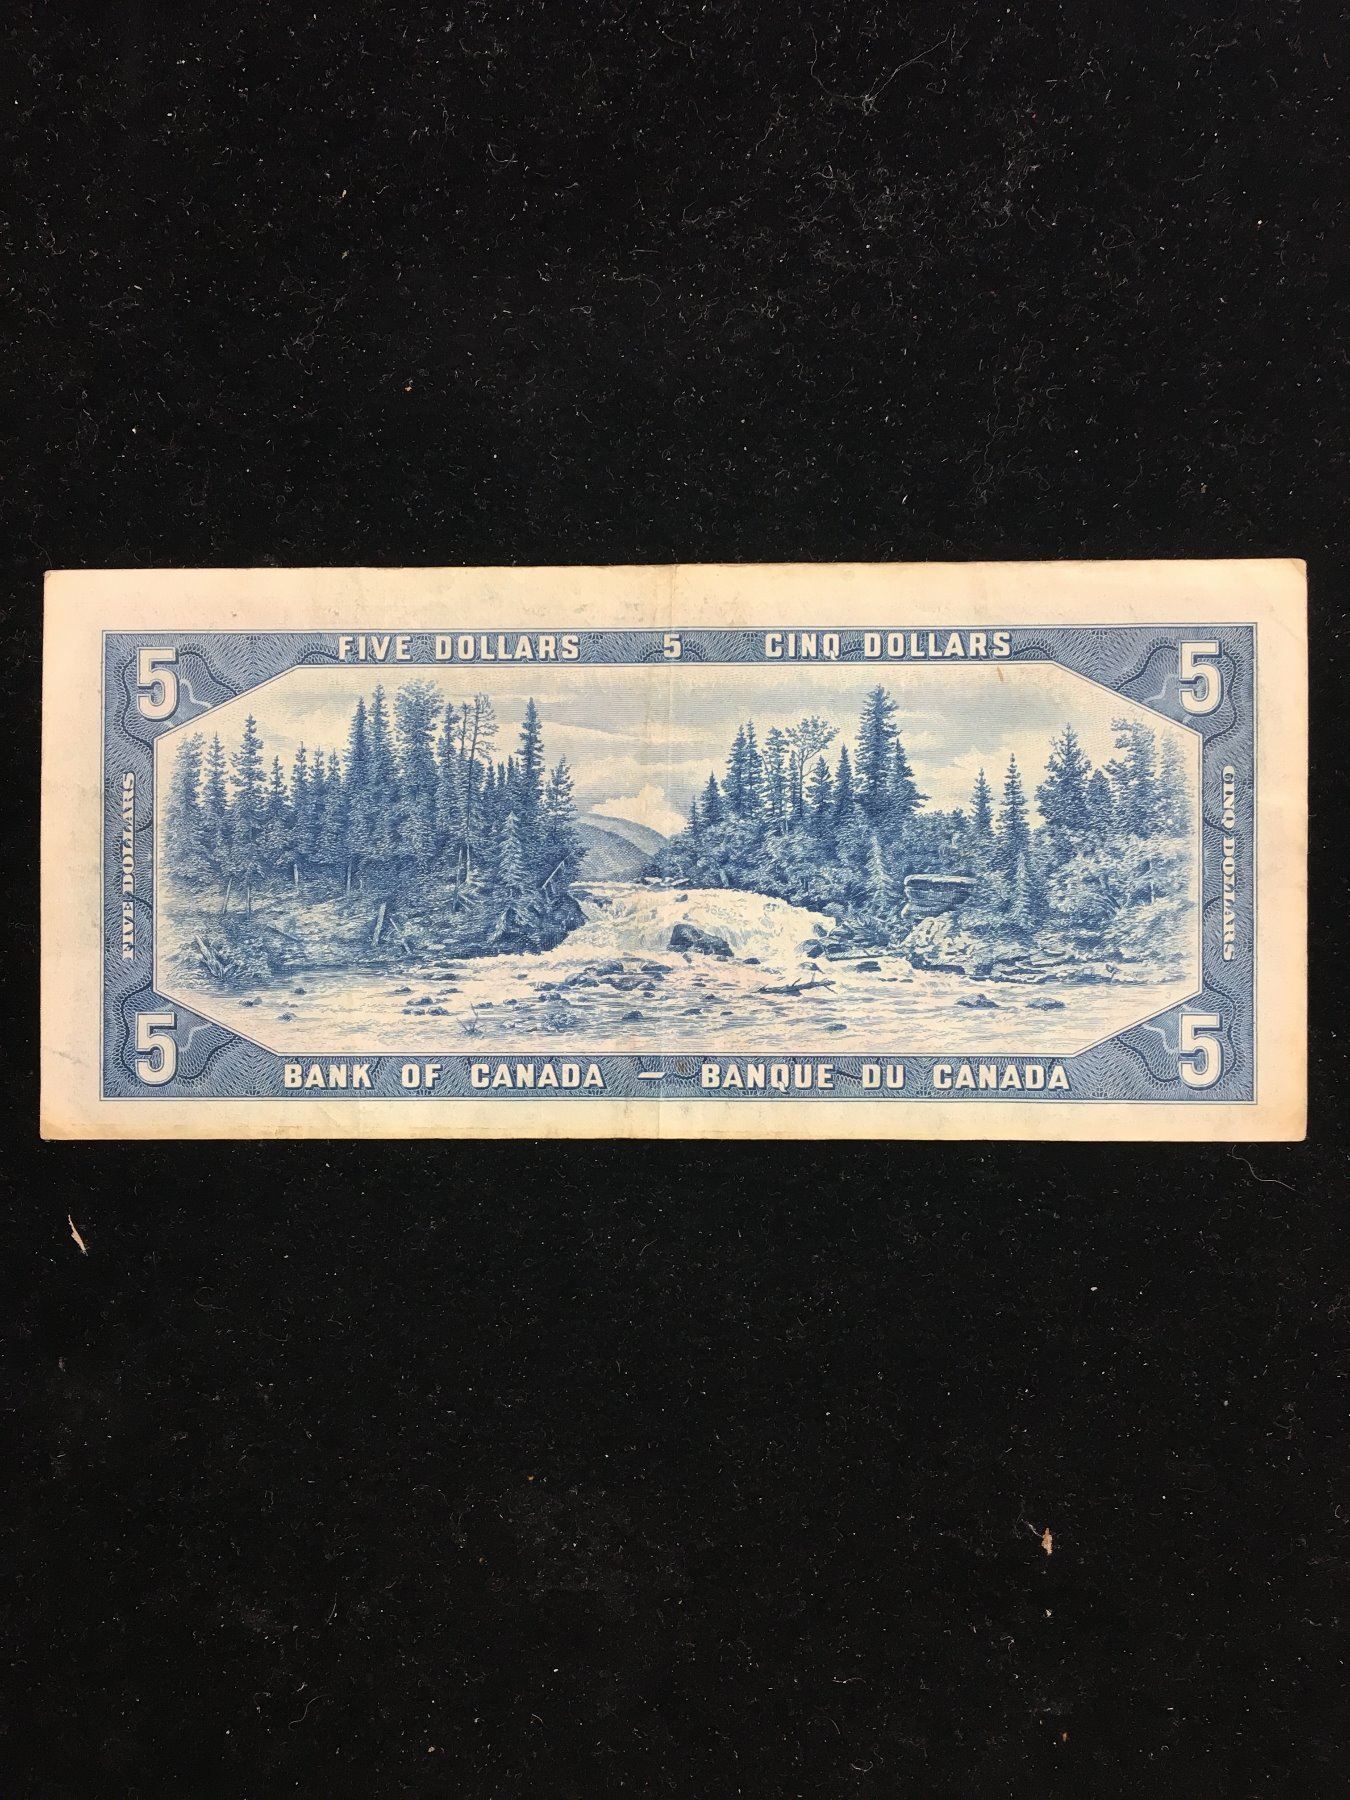 FIVE DOLLARS 5 CINQ DOLLARS
5 5
FIVE DOLLARS
CINQ DOLLARS
5 5
BANK OF CANADA – BANQUE DU CANADA